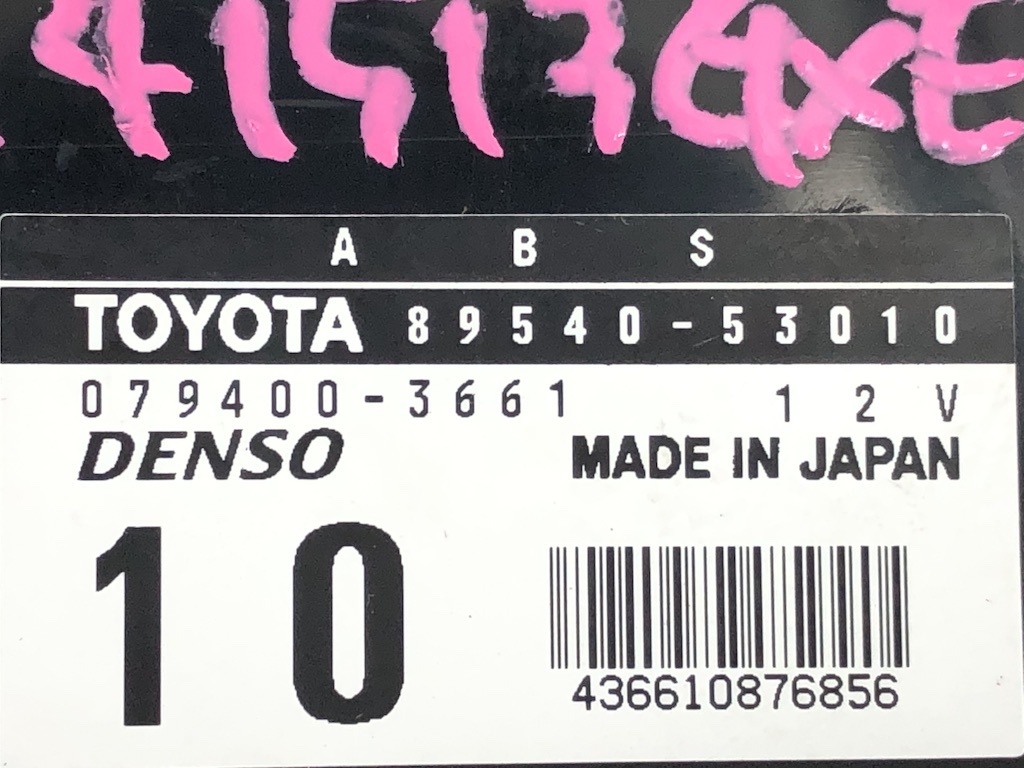 A B S
TOYOTA 89540-53010
079400-3661 12V
DENSO MADE IN JAPAN
10
436610876856